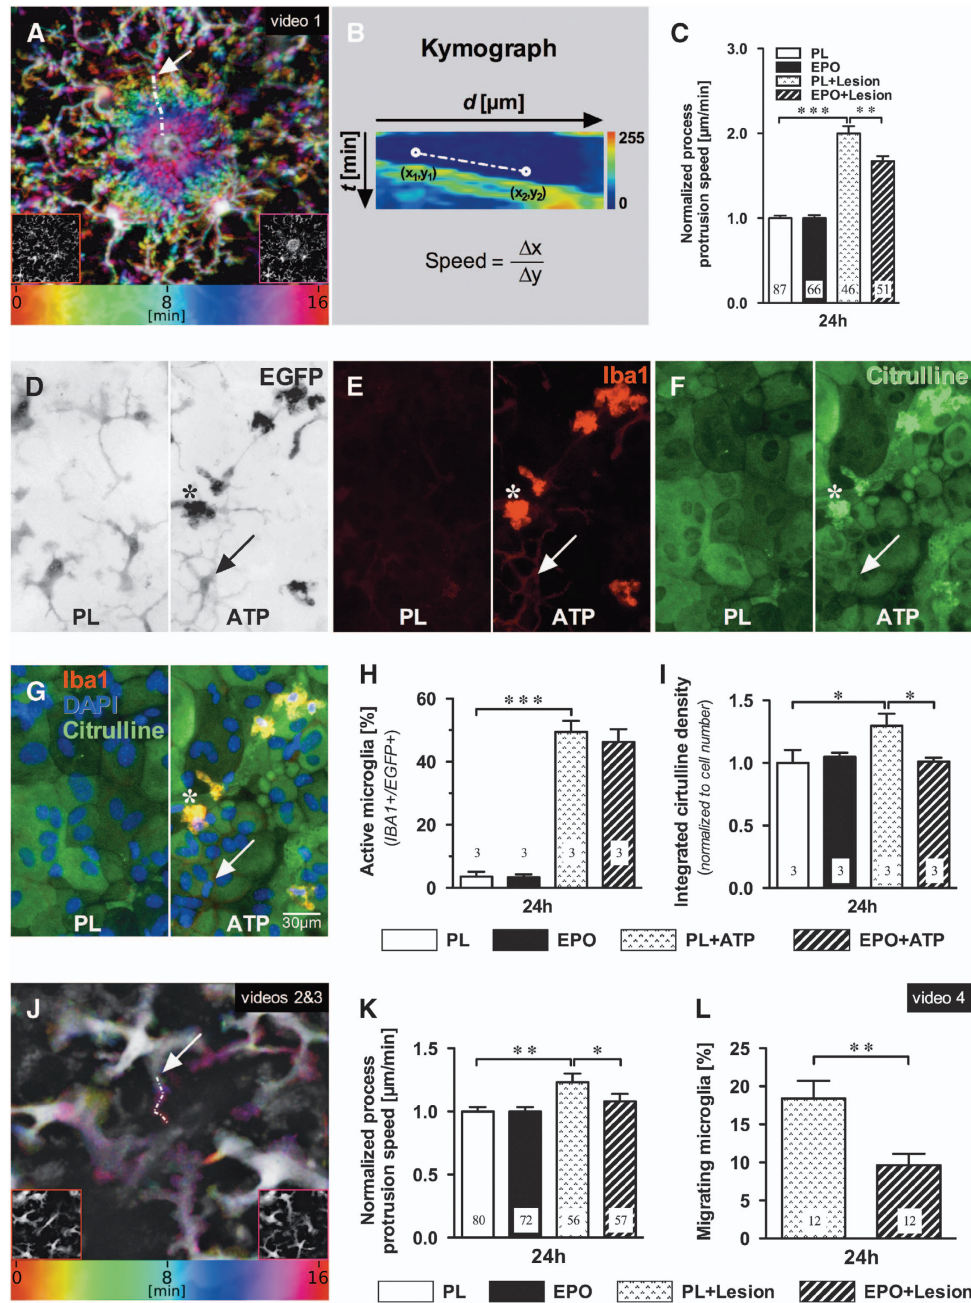 A
video 1
0
8
16
[min]
B
Kymograph
d [µm]
t [min]
(x1,y1)
(x2,y2)
255
0
Speed = Δx
Δy
C
PL
EPO
PL+Lesion
EPO+Lesion
Normalized process
protrusion speed [µm/min]
3.0
2.0
1.0
0.0
***
**
87
66
46
51
24h
D
EGFP
*
PL
ATP
E
Iba1
*
PL
ATP
F
Citrulline
*
PL
ATP
G
Iba1
DAPI
Citrulline
*
PL
ATP
30µm
H
Active microglia [%]
(IBA1+/EGFP+)
60
40
20
0
***
3
3
3
3
24h
I
Integrated cirtulline density
(normalized to cell number)
1.5
1.0
0.5
0.0
*
*
3
3
3
3
24h
PL
EPO
PL+ATP
EPO+ATP
J
videos 2&3
0
8
16
[min]
K
Normalized process
protrusion speed [µm/min]
1.5
1.0
0.5
0.0
**
*
80
72
56
57
24h
L
video 4
Migrating microglia [%]
25
20
15
10
5
0
**
12
12
24h
PL
EPO
PL+Lesion
EPO+Lesion